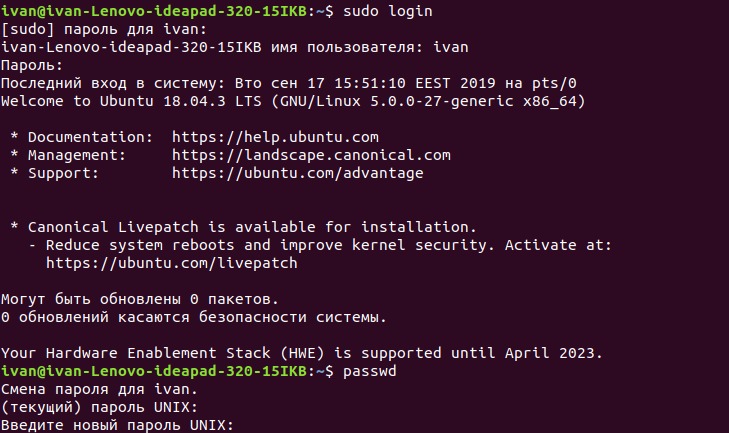 ivan@ivan-Lenovo-ideapad-320-15IKB:~$ sudo login
[sudo] пароль для ivan:
ivan-Lenovo-ideapad-320-15IKB имя пользователя: ivan
Пароль:
Последний вход в систему: Вто сен 17 15:51:10 EEST 2019 на pts/0
Welcome to Ubuntu 18.04.3 LTS (GNU/Linux 5.0.0-27-generic x86_64)

 * Documentation:  https://help.ubuntu.com
 * Management:     https://landscape.canonical.com
 * Support:        https://ubuntu.com/advantage


 * Canonical Livepatch is available for installation.
   - Reduce system reboots and improve kernel security. Activate at:
     https://ubuntu.com/livepatch

Могут быть обновлены 0 пакетов.
0 обновлений касаются безопасности системы.

Your Hardware Enablement Stack (HWE) is supported until April 2023.
ivan@ivan-Lenovo-ideapad-320-15IKB:~$ passwd
Смена пароля для ivan.
(текущий) пароль UNIX:
Введите новый пароль UNIX: